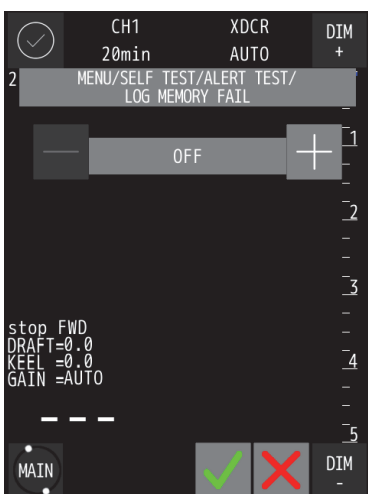 CH1 XDCR DIM
20min AUTO +
2 MENU/SELF TEST/ALERT TEST/
LOG MEMORY FAIL
1
OFF
2
3
stop FWD
DRAFT=0.0
KEEL =0.0
4
GAIN =AUTO
— — —
5
MAIN DIM
-